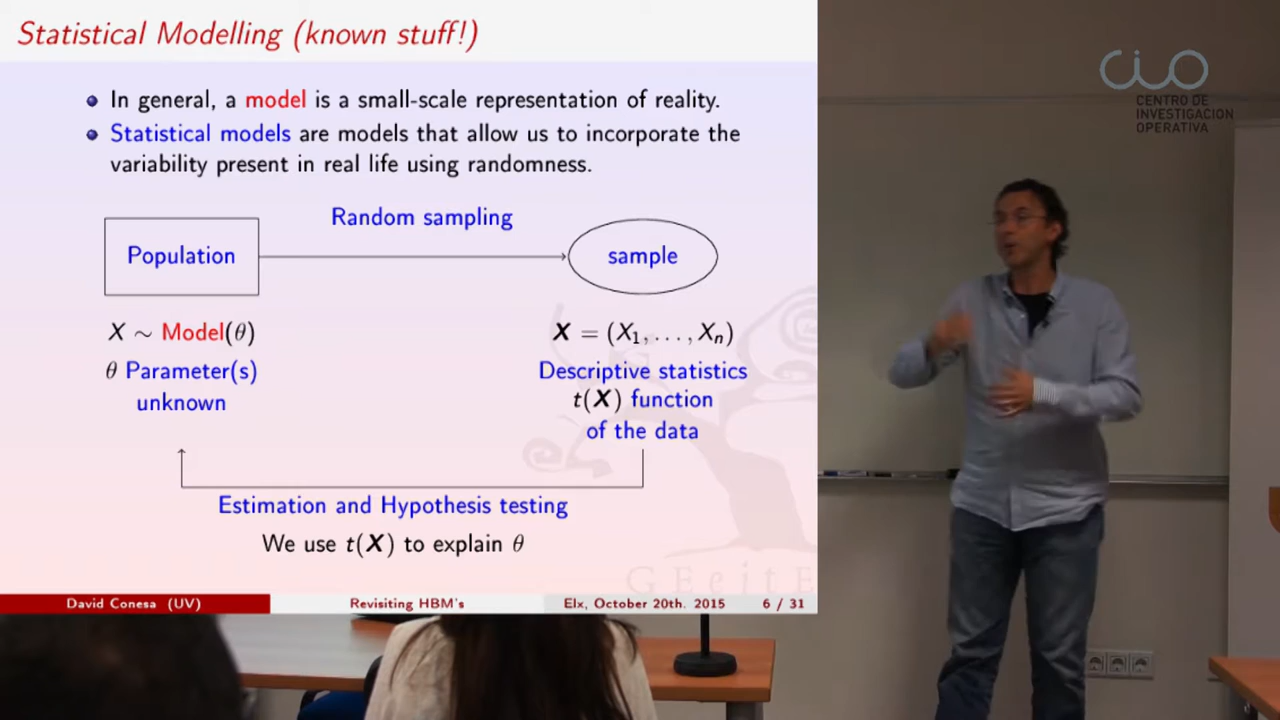 Statistical Modelling (known stuff!)
In general, a model is a small-scale representation of reality.
Statistical models are models that allow us to incorporate the
variability present in real life using randomness.
Random sampling
Population
sample
X ∼ Model(θ)
θ Parameter(s)
unknown
X = (X₁, . . . , Xₙ)
Descriptive statistics
t(X) function
of the data
Estimation and Hypothesis testing
We use t(X) to explain θ
GEeitE
David Conesa (UV)
Revisiting HBM's
Elx, October 20th. 2015
6 / 31
CIO
CENTRO DE
INVESTIGACION
OPERATIVA